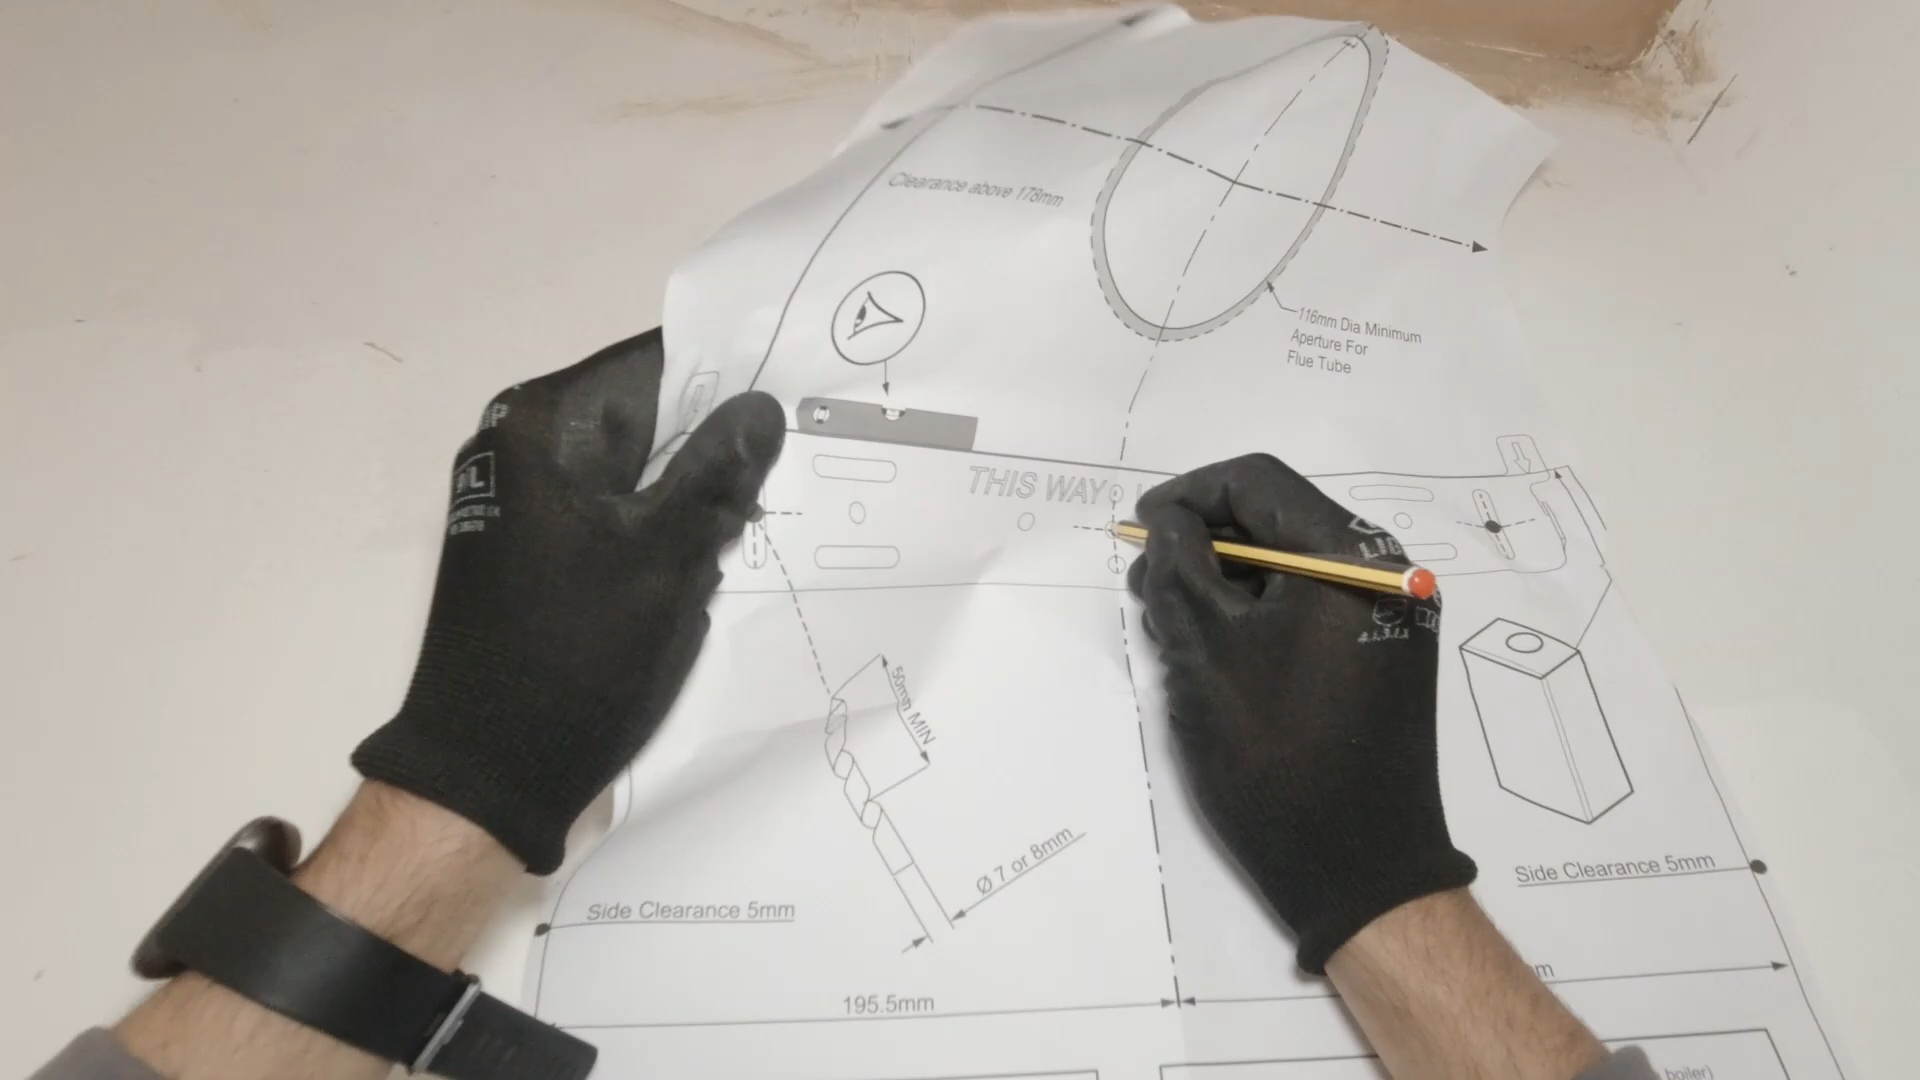 Clearance above 178mm
116mm Dia Minimum
Aperture For
Flue Tube
THIS WAY
50mm MIN
Ø 7 or 8mm
Side Clearance 5mm
Side Clearance 5mm
195.5mm
boiler)